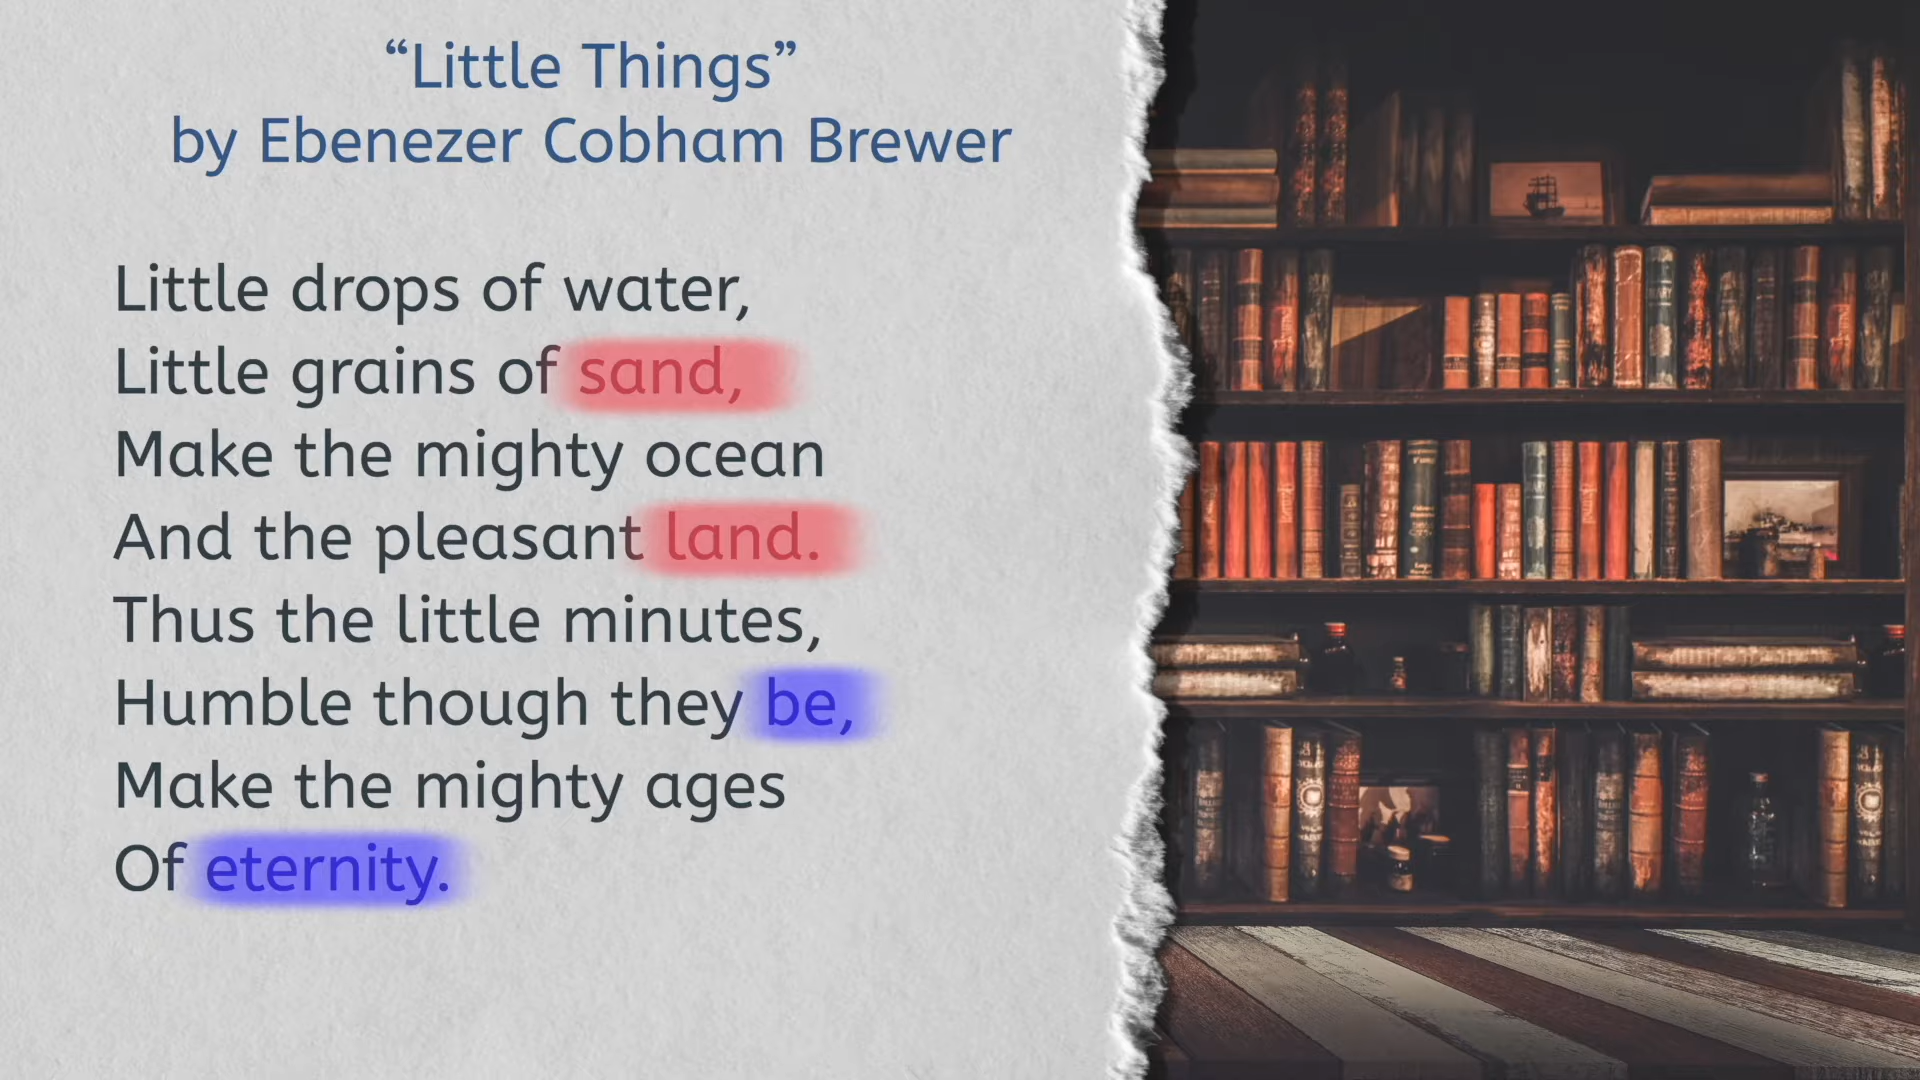 “Little Things”
by Ebenezer Cobham Brewer
Little drops of water,
Little grains of sand,
Make the mighty ocean
And the pleasant land.
Thus the little minutes,
Humble though they be,
Make the mighty ages
Of eternity.